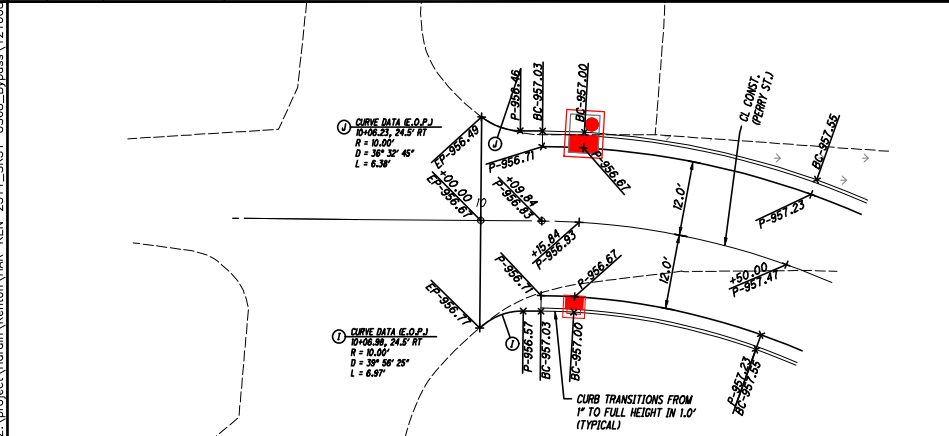 P-956.46
BC-957.03
BC-957.00
CL CONST.
(PERRY ST.)
BC-957.55
J
CURVE DATA (E.O.P.)
10+06.23, 24.5' RT
R = 10.00'
D = 36° 32' 45"
L = 6.38'
EP-956.49
J
P-956.71
P-956.67
+00.00
EP-956.67
10
+09.84
P-956.83
12.0'
P-957.23
+15.84
P-956.93
P-956.71
P-956.67
12.0'
+50.00
P-957.47
EP-956.77
I
CURVE DATA (E.O.P.)
10+06.98, 24.5' RT
R = 10.00'
D = 39° 56' 25"
L = 6.97'
I
P-956.57
BC-957.03
BC-957.00
P-957.23
BC-957.55
CURB TRANSITIONS FROM
1" TO FULL HEIGHT IN 1.0'
(TYPICAL)